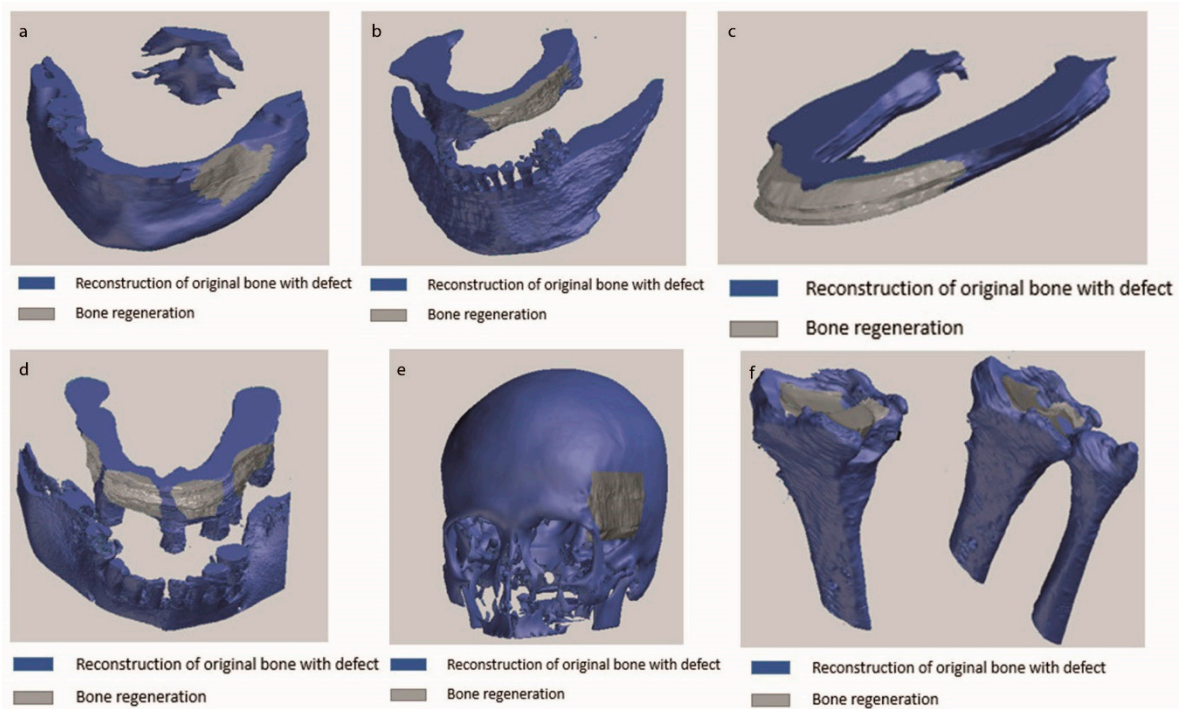 a
b
c
Reconstruction of original bone with defect
Bone regeneration
Reconstruction of original bone with defect
Bone regeneration
Reconstruction of original bone with defect
Bone regeneration
d
e
f
Reconstruction of original bone with defect
Bone regeneration
Reconstruction of original bone with defect
Bone regeneration
Reconstruction of original bone with defect
Bone regeneration